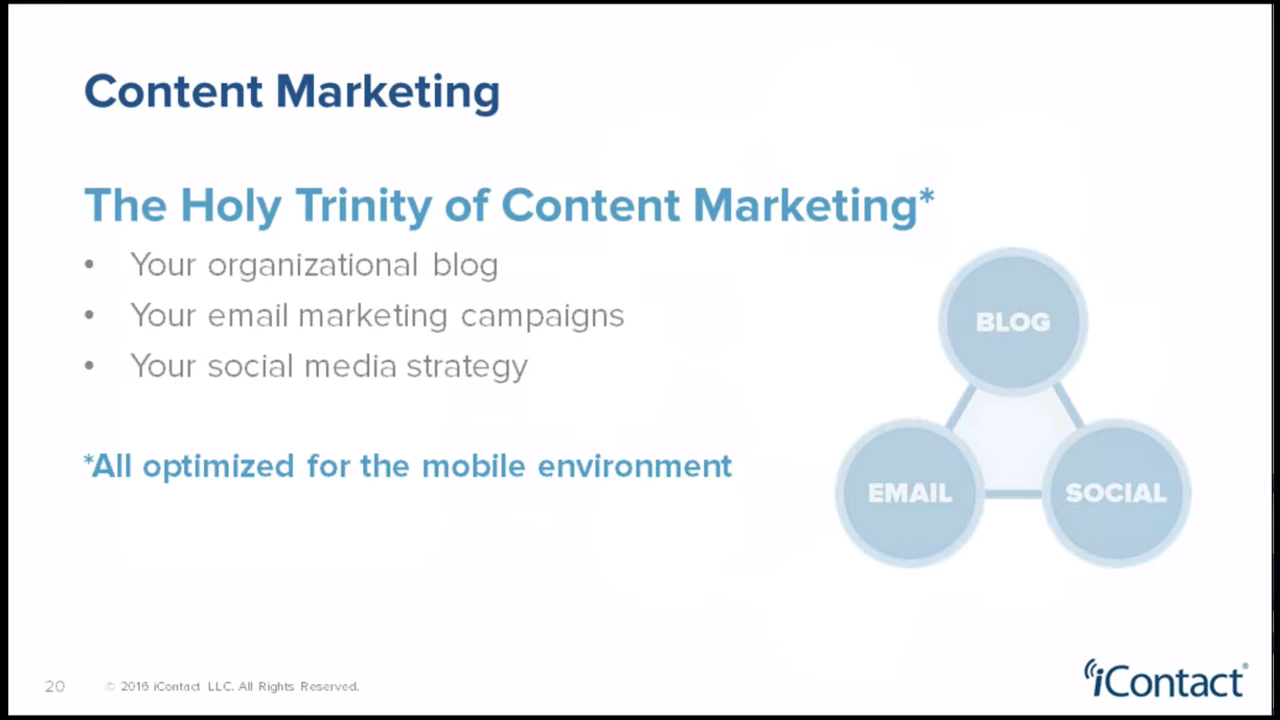 Content Marketing
The Holy Trinity of Content Marketing*
• Your organizational blog
• Your email marketing campaigns
• Your social media strategy
*All optimized for the mobile environment
BLOG
EMAIL
SOCIAL
20
© 2016 iContact LLC. All Rights Reserved.
iContact®